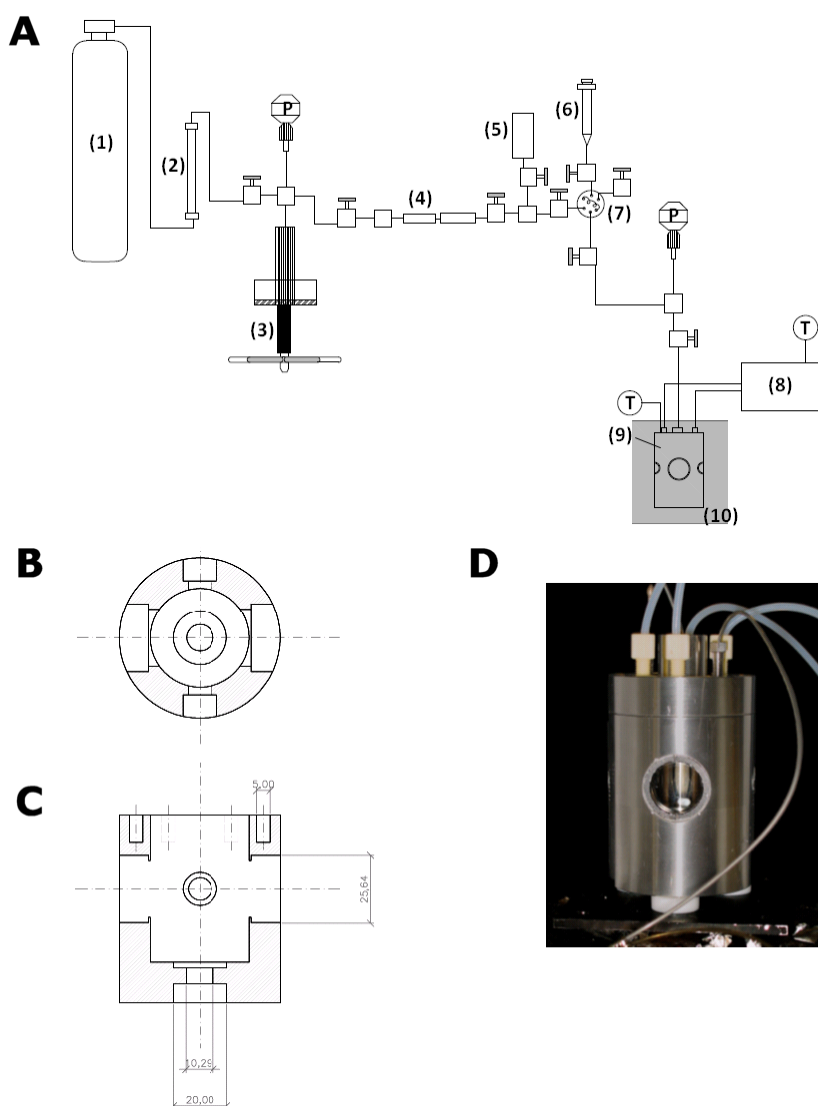 A
(1)
(2)
P
(3)
(4)
(5)
(6)
(7)
P
T
(8)
T
(9)
(10)
B
D
C
5,00
25,64
10,29
20,00